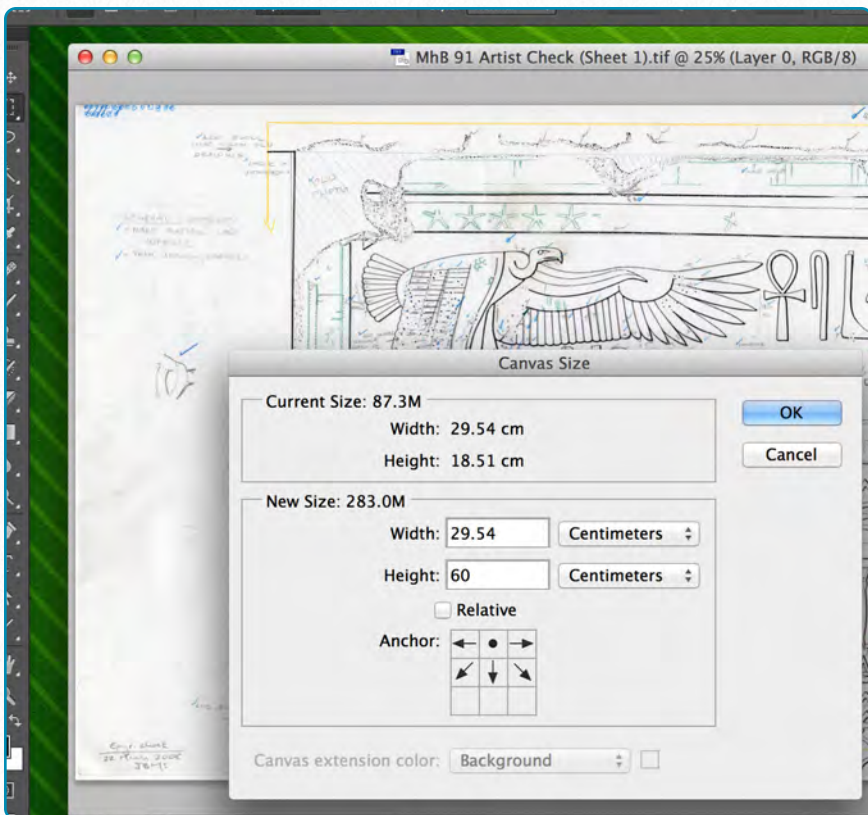 MhB 91 Artist Check (Sheet 1).tif @ 25% (Layer 0, RGB/8)
Canvas Size
Current Size: 87.3M
Width: 29.54 cm
Height: 18.51 cm
OK
Cancel
New Size: 283.0M
Width: 29.54 Centimeters
Height: 60 Centimeters
Relative
Anchor:
Canvas extension color: Background